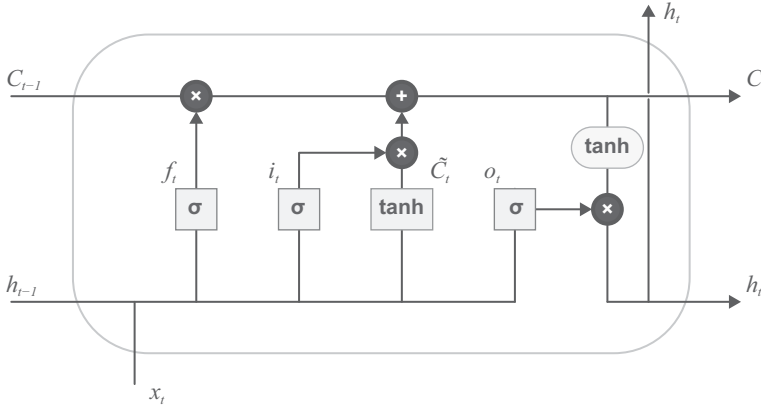 h_t
C_{t-1} × + C
tanh
f_t i_t × C̃_t o_t
σ σ tanh σ ×
h_{t-1} h_t
x_t